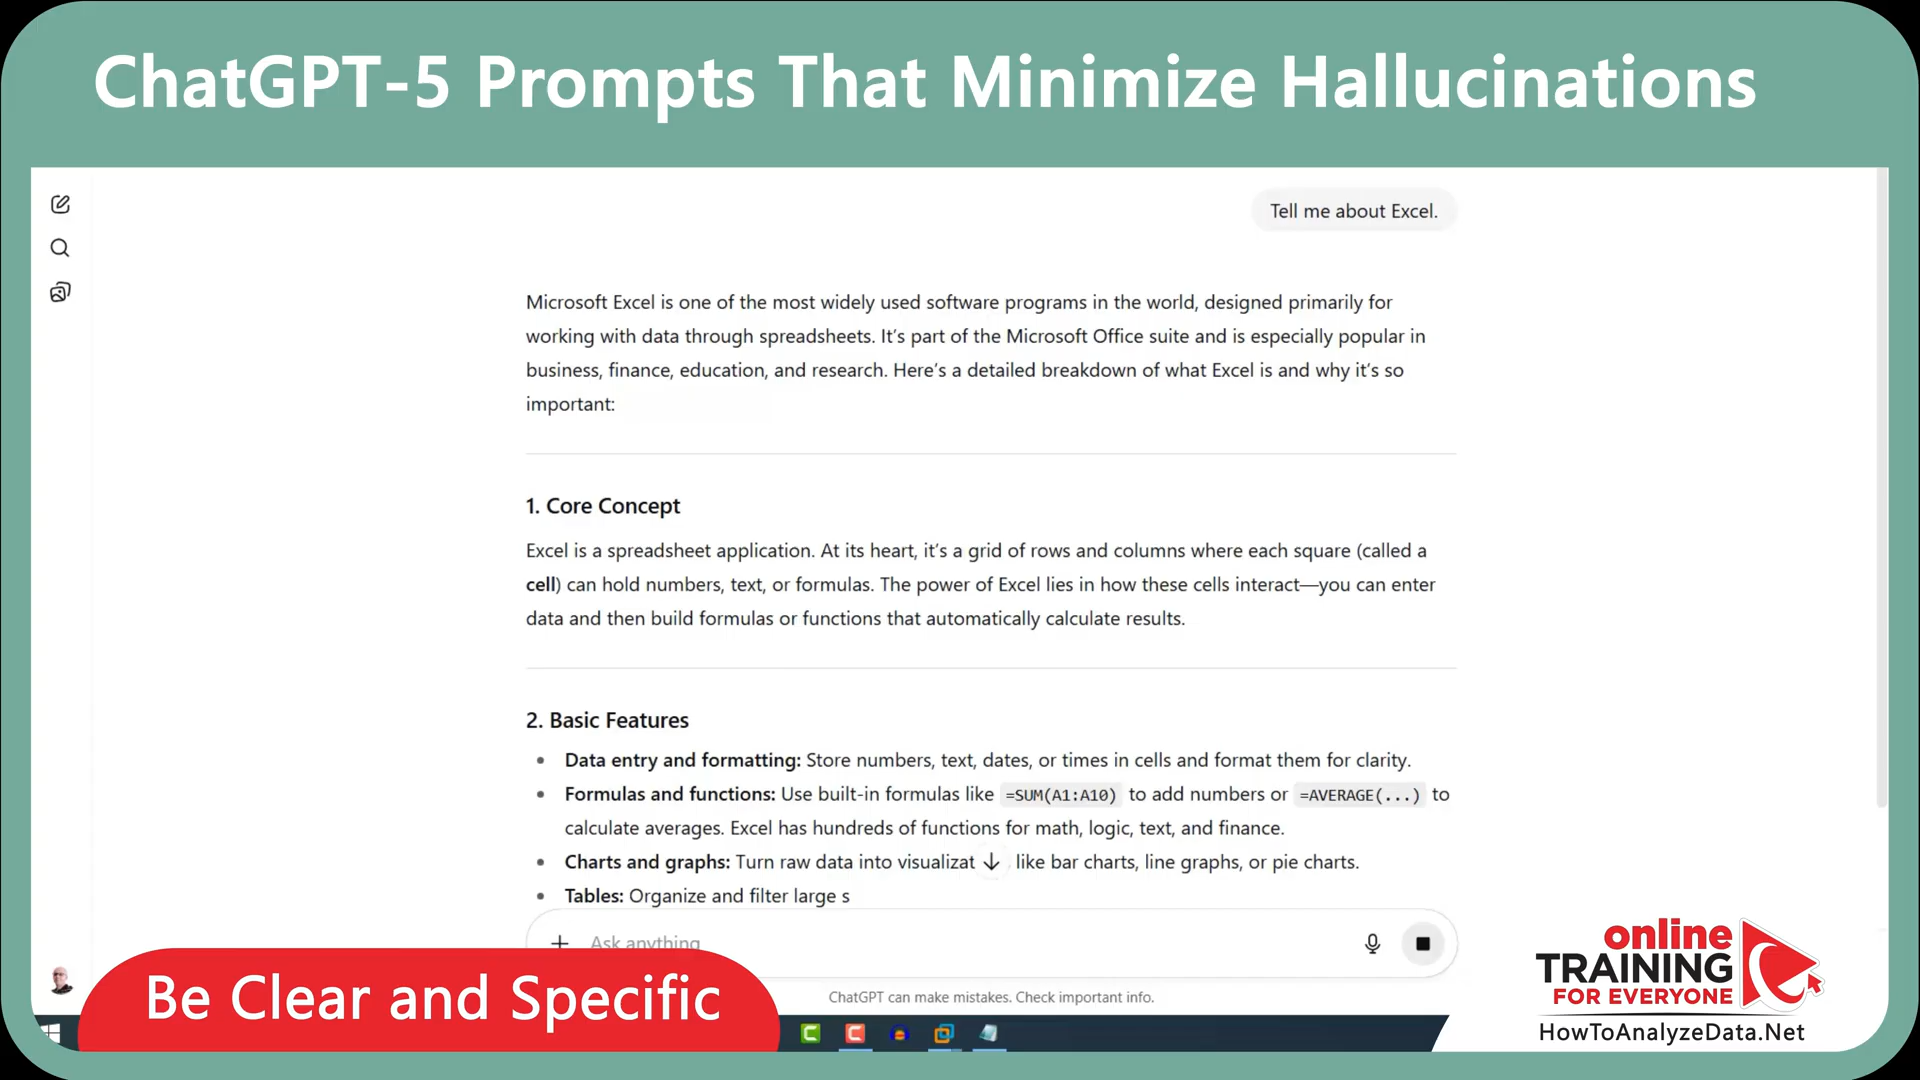 ChatGPT-5 Prompts That Minimize Hallucinations
Tell me about Excel.
Microsoft Excel is one of the most widely used software programs in the world, designed primarily for
working with data through spreadsheets. It’s part of the Microsoft Office suite and is especially popular in
business, finance, education, and research. Here’s a detailed breakdown of what Excel is and why it’s so
important:
1. Core Concept
Excel is a spreadsheet application. At its heart, it’s a grid of rows and columns where each square (called a
cell) can hold numbers, text, or formulas. The power of Excel lies in how these cells interact—you can enter
data and then build formulas or functions that automatically calculate results.
2. Basic Features
• Data entry and formatting: Store numbers, text, dates, or times in cells and format them for clarity.
• Formulas and functions: Use built-in formulas like =SUM(A1:A10) to add numbers or =AVERAGE(...) to
calculate averages. Excel has hundreds of functions for math, logic, text, and finance.
• Charts and graphs: Turn raw data into visualizat like bar charts, line graphs, or pie charts.
• Tables: Organize and filter large s
Ask anything
ChatGPT can make mistakes. Check important info.
Be Clear and Specific
online
TRAINING
FOR EVERYONE
HowToAnalyzeData.Net